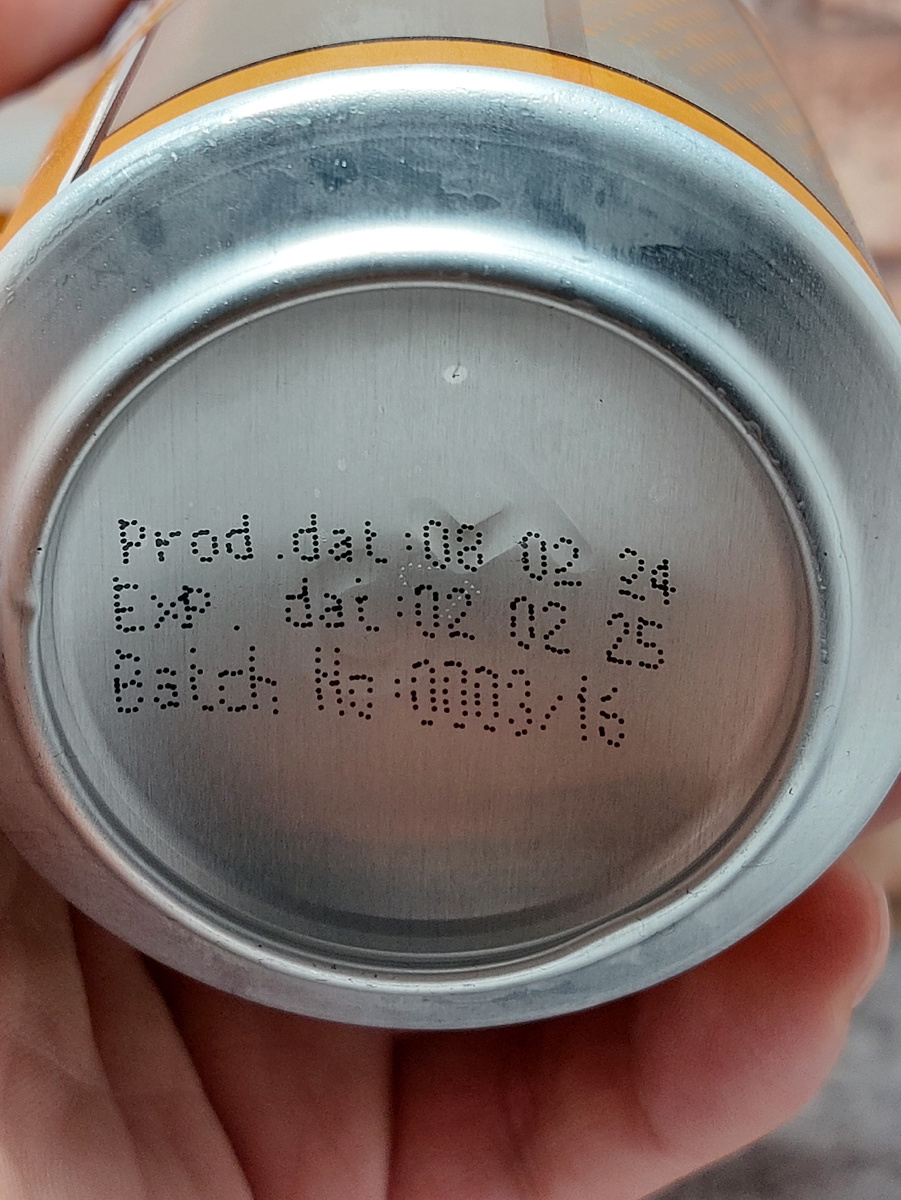 Prod.dat:08 02 24
Exp. dat:02 02 25
Batch No:0003/16